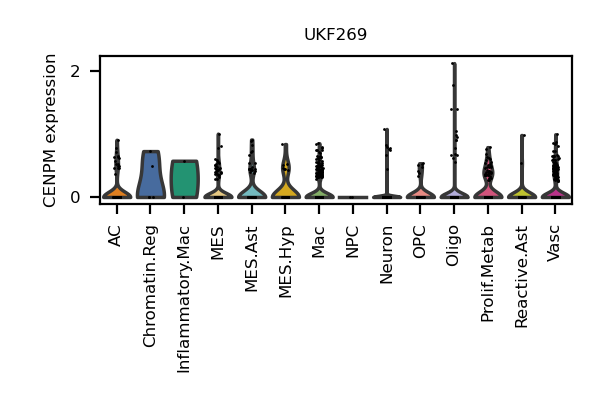 UKF269
CENPM expression
2
0
AC
Chromatin.Reg
Inflammatory.Mac
MES
MES.Ast
MES.Hyp
Mac
NPC
Neuron
OPC
Oligo
Prolif.Metab
Reactive.Ast
Vasc